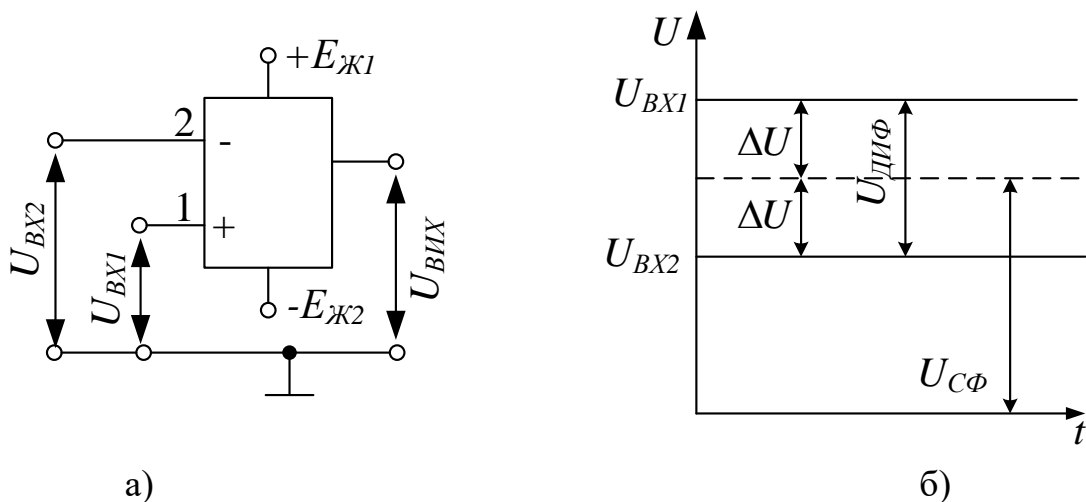 +E_Ж1
2
-
1
+
-E_Ж2
U_ВХ2
U_ВХ1
U_ВИХ
а)
U
U_ВХ1
ΔU
ΔU
U_ДИФ
U_ВХ2
U_СФ
t
б)